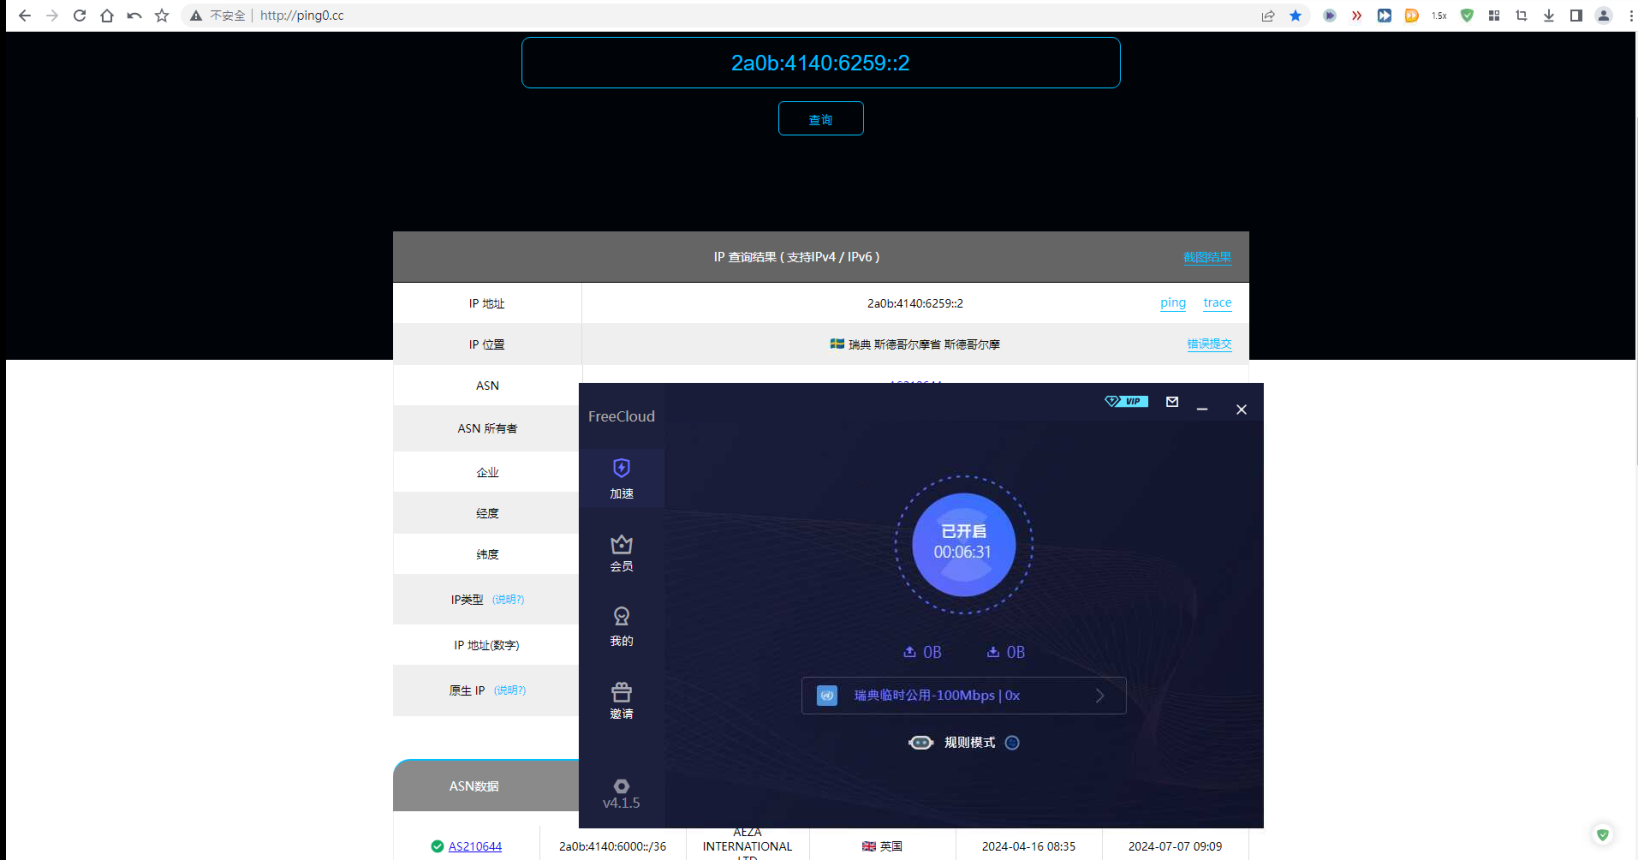 不安全 | http://ping0.cc
1.5x
2a0b:4140:6259::2
查询
IP 查询结果 ( 支持IPv4 / IPv6 )
截图结果
IP 地址
2a0b:4140:6259::2
ping
trace
IP 位置
瑞典 斯德哥尔摩省 斯德哥尔摩
错误提交
ASN
ASN 所有者
企业
经度
纬度
IP类型 (说明?)
IP 地址(数字)
原生 IP (说明?)
FreeCloud
VIP
加速
会员
我的
邀请
v4.1.5
已开启
00:06:31
0B
0B
瑞典临时公用-100Mbps | 0x
规则模式
ASN数据
AS210644
2a0b:4140:6000::/36
AEZA
INTERNATIONAL
LTD
英国
2024-04-16 08:35
2024-07-07 09:09